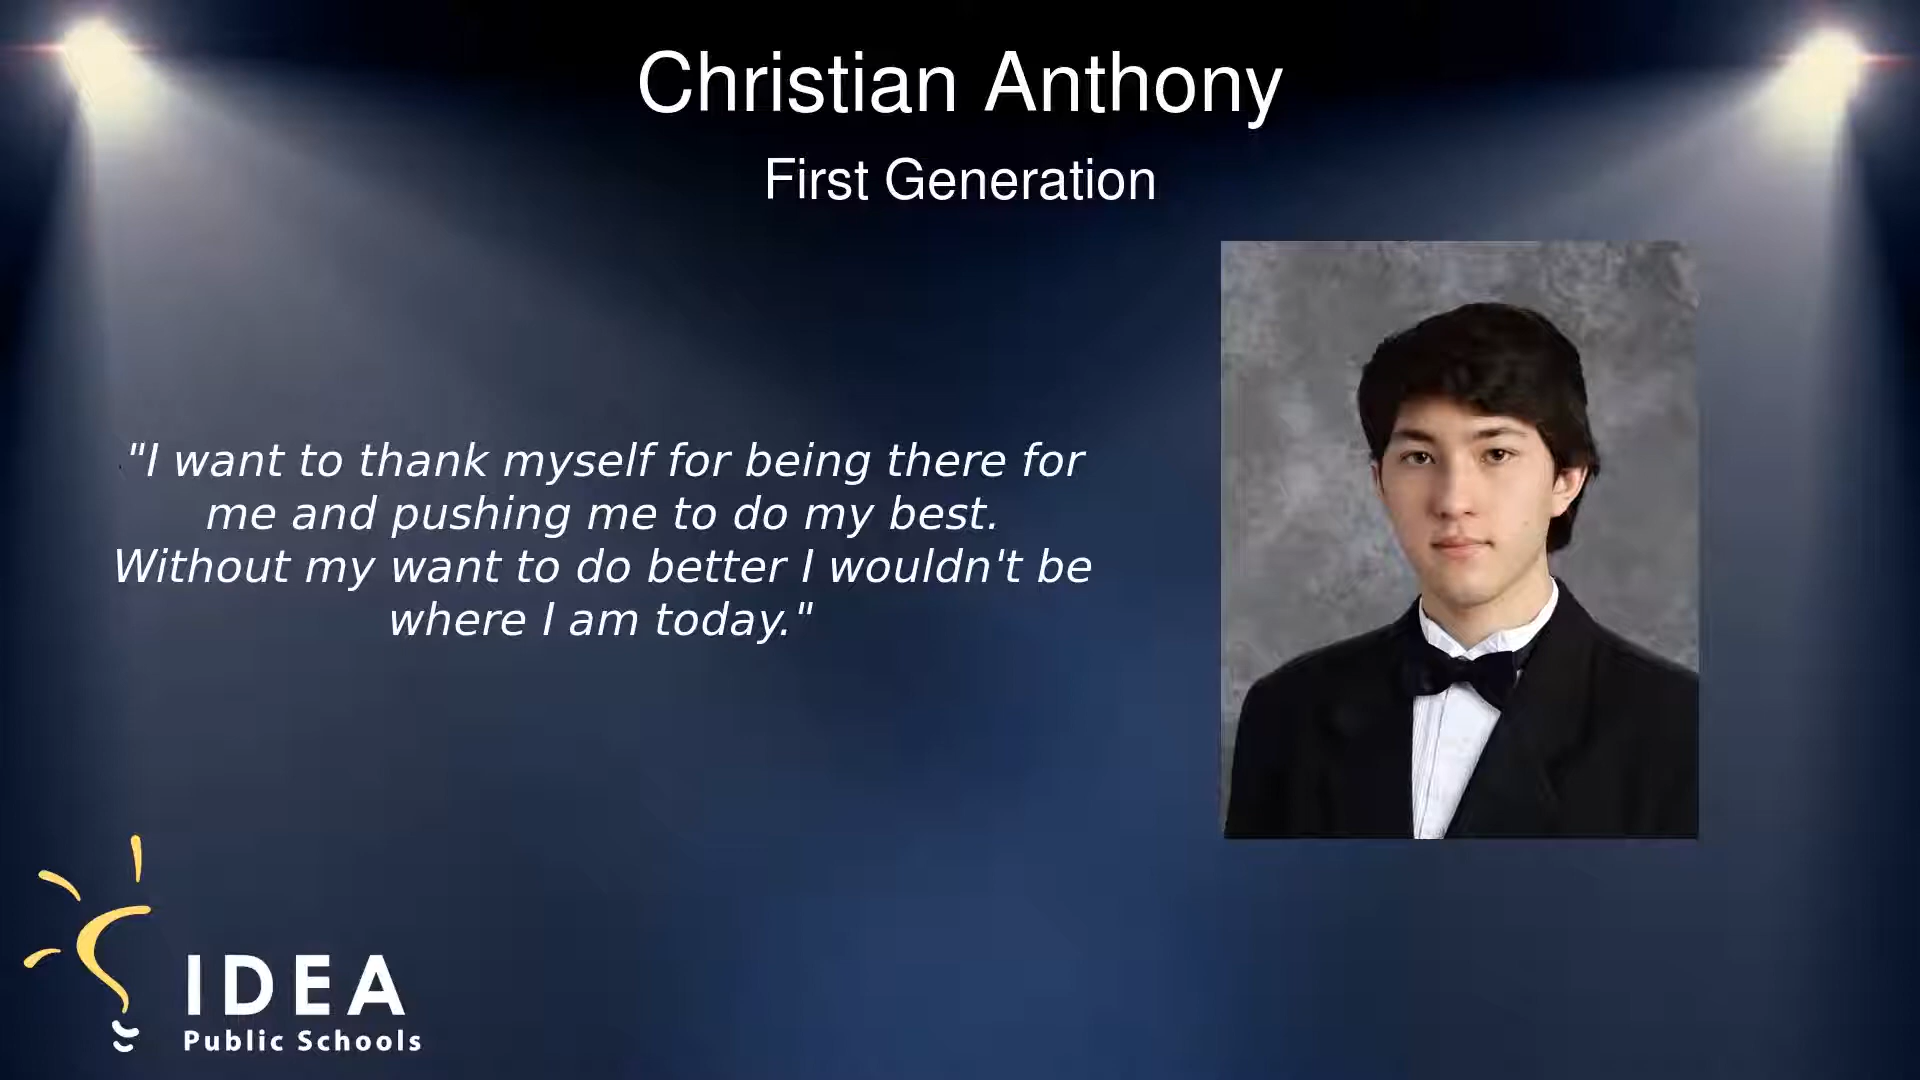 Christian Anthony
First Generation
"I want to thank myself for being there for
me and pushing me to do my best.
Without my want to do better I wouldn't be
where I am today."
IDEA
Public Schools